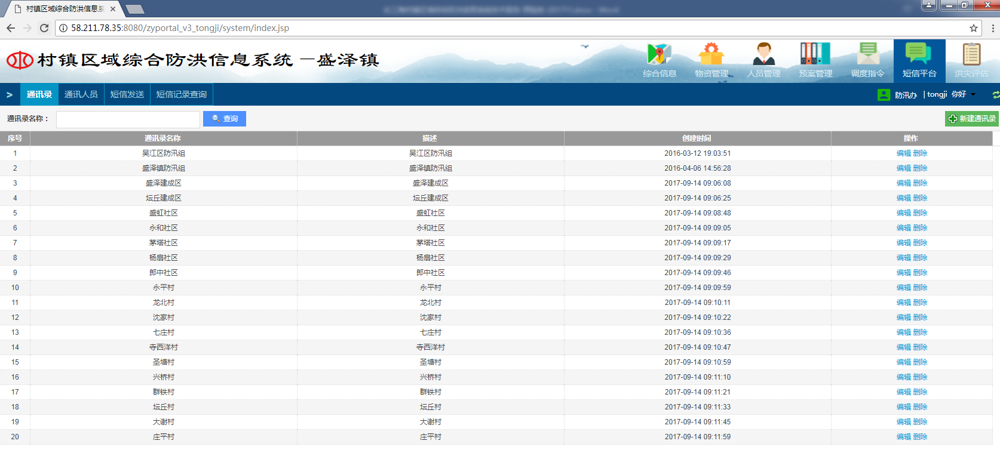 村镇区域综合防洪信息系
58.211.78.35:8080/zyportal_v3_tongji/system/index.jsp
村镇区域综合防洪信息系统 —盛泽镇
综合信息 物资管理 人员管理 预案管理 调度指令 短信平台 洪灾评估
> 通讯录 通讯人员 短信发送 短信记录查询 防汛办 | tongji 你好
通讯录名称： 查询 新建通讯录
序号 通讯录名称 描述 创建时间 操作
1 吴江区防汛组 吴江区防汛组 2016-03-12 19:03:51 编辑 删除
2 盛泽镇防汛组 盛泽镇防汛组 2016-04-06 14:56:28 编辑 删除
3 盛泽建成区 盛泽建成区 2017-09-14 09:06:08 编辑 删除
4 坛丘建成区 坛丘建成区 2017-09-14 09:06:25 编辑 删除
5 盛虹社区 盛虹社区 2017-09-14 09:08:48 编辑 删除
6 永和社区 永和社区 2017-09-14 09:09:05 编辑 删除
7 茅塔社区 茅塔社区 2017-09-14 09:09:17 编辑 删除
8 杨扇社区 杨扇社区 2017-09-14 09:09:29 编辑 删除
9 郎中社区 郎中社区 2017-09-14 09:09:46 编辑 删除
10 永平村 永平村 2017-09-14 09:09:59 编辑 删除
11 龙北村 龙北村 2017-09-14 09:10:11 编辑 删除
12 沈家村 沈家村 2017-09-14 09:10:22 编辑 删除
13 七庄村 七庄村 2017-09-14 09:10:36 编辑 删除
14 寺西洋村 寺西洋村 2017-09-14 09:10:47 编辑 删除
15 圣塘村 圣塘村 2017-09-14 09:10:59 编辑 删除
16 兴桥村 兴桥村 2017-09-14 09:11:10 编辑 删除
17 群铁村 群铁村 2017-09-14 09:11:21 编辑 删除
18 坛丘村 坛丘村 2017-09-14 09:11:33 编辑 删除
19 大谢村 大谢村 2017-09-14 09:11:45 编辑 删除
20 庄平村 庄平村 2017-09-14 09:11:59 编辑 删除